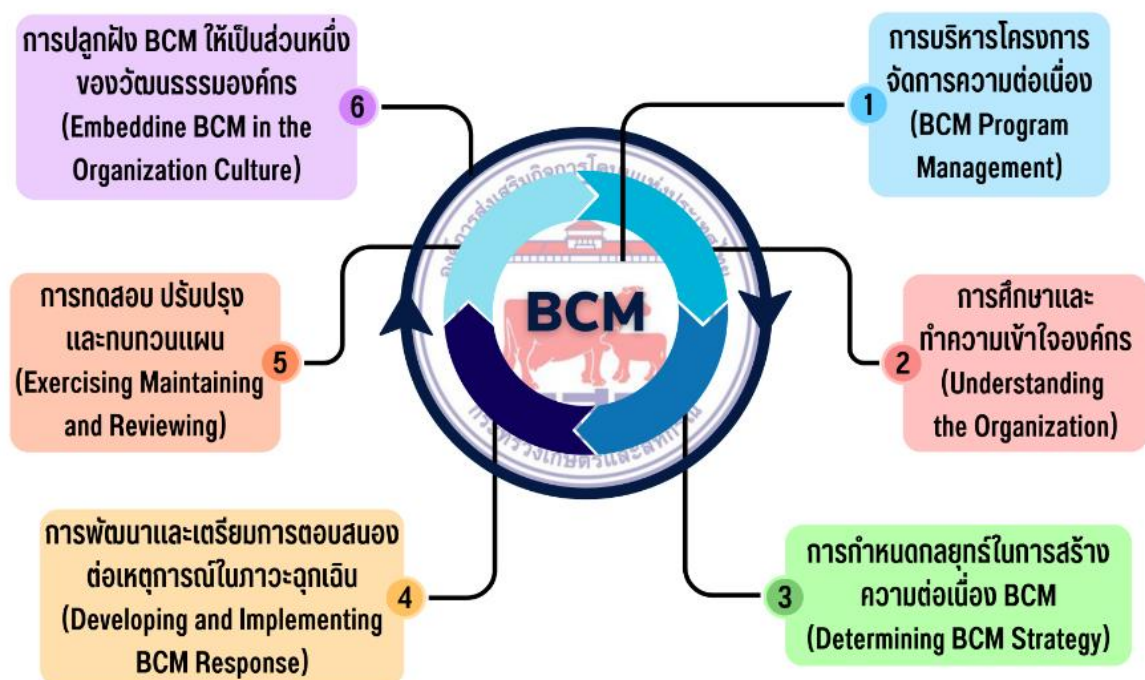 การบริหารโครงการ
จัดการความต่อเนื่อง
(BCM Program
Management)
1
การศึกษาและ
ทำความเข้าใจองค์กร
(Understanding
the Organization)
2
การกำหนดกลยุทธ์ในการสร้าง
ความต่อเนื่อง BCM
(Determining BCM Strategy)
3
การพัฒนาและเตรียมการตอบสนอง
ต่อเหตุการณ์ในภาวะฉุกเฉิน
(Developing and Implementing
BCM Response)
4
การทดสอบ ปรับปรุง
และทบทวนแผน
(Exercising Maintaining
and Reviewing)
5
การปลูกฝัง BCM ให้เป็นส่วนหนึ่ง
ของวัฒนธรรมองค์กร
(Embeddine BCM in the
Organization Culture)
6
BCM